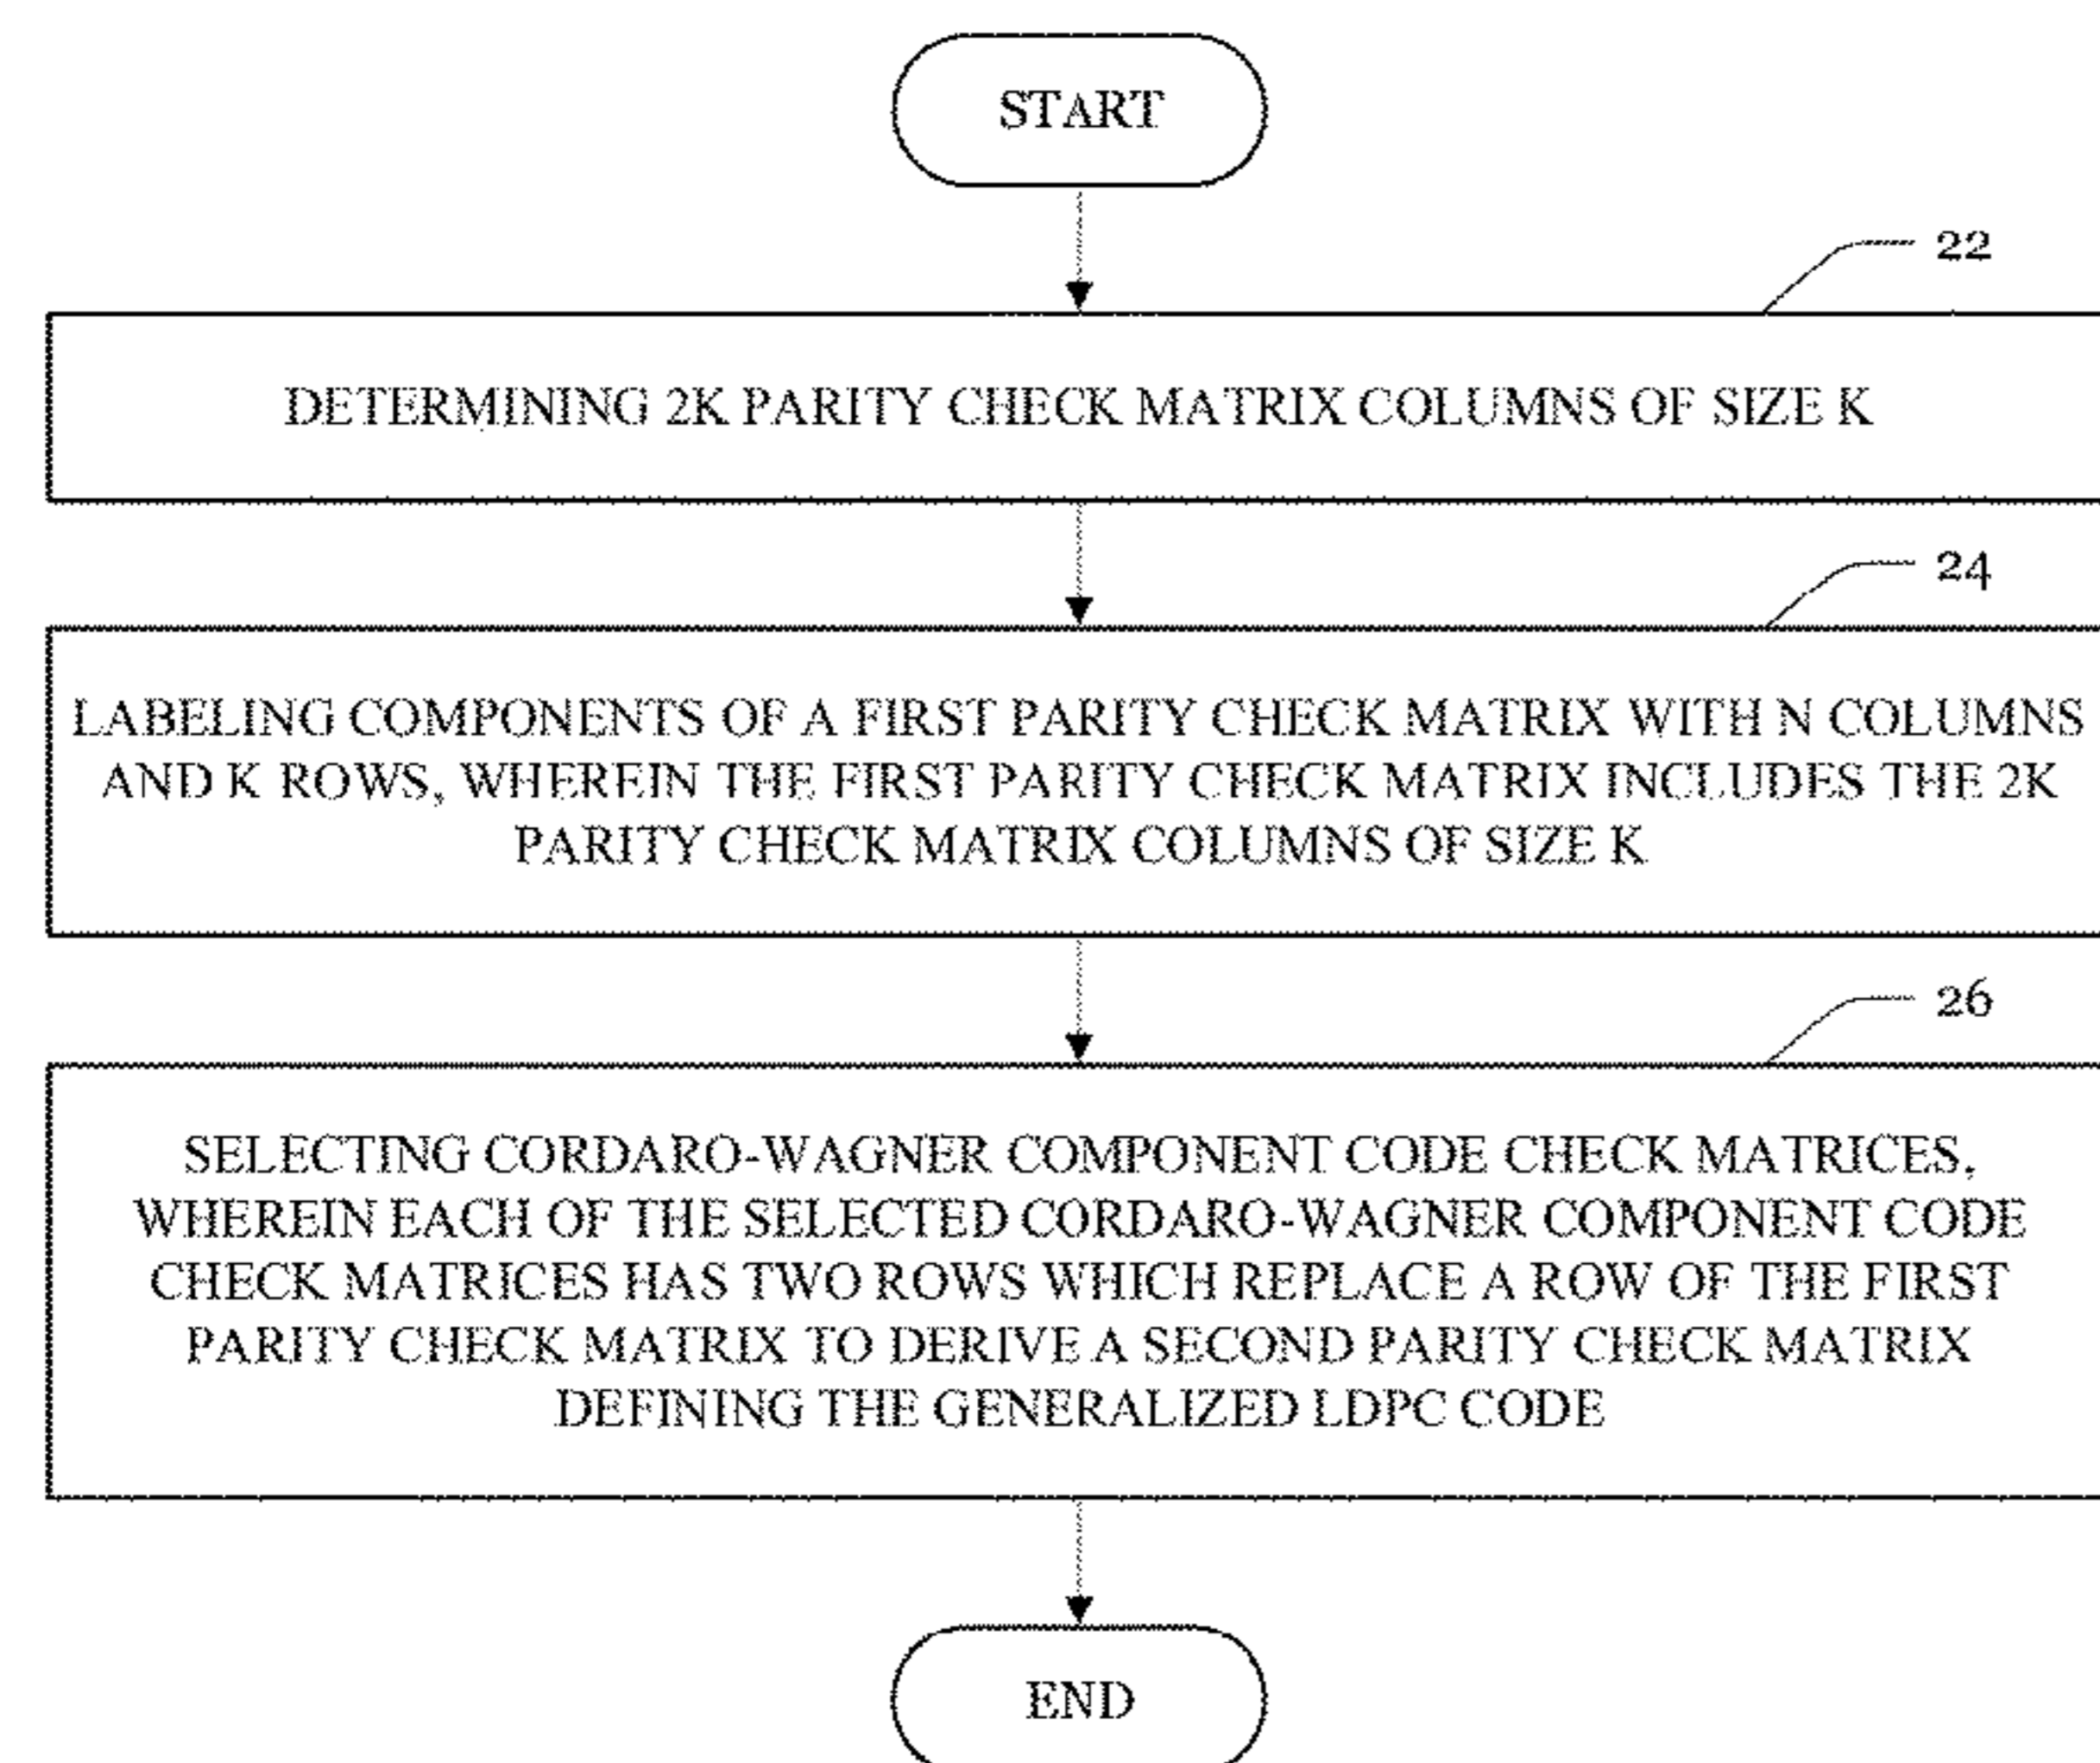 START
22
DETERMINING 2K PARITY CHECK MATRIX COLUMNS OF SIZE K
24
LABELING COMPONENTS OF A FIRST PARITY CHECK MATRIX WITH N COLUMNS
AND K ROWS, WHEREIN THE FIRST PARITY CHECK MATRIX INCLUDES THE 2K
PARITY CHECK MATRIX COLUMNS OF SIZE K
26
SELECTING CORDARO-WAGNER COMPONENT CODE CHECK MATRICES,
WHEREIN EACH OF THE SELECTED CORDARO-WAGNER COMPONENT CODE
CHECK MATRICES HAS TWO ROWS WHICH REPLACE A ROW OF THE FIRST
PARITY CHECK MATRIX TO DERIVE A SECOND PARITY CHECK MATRIX
DEFINING THE GENERALIZED LDPC CODE
END